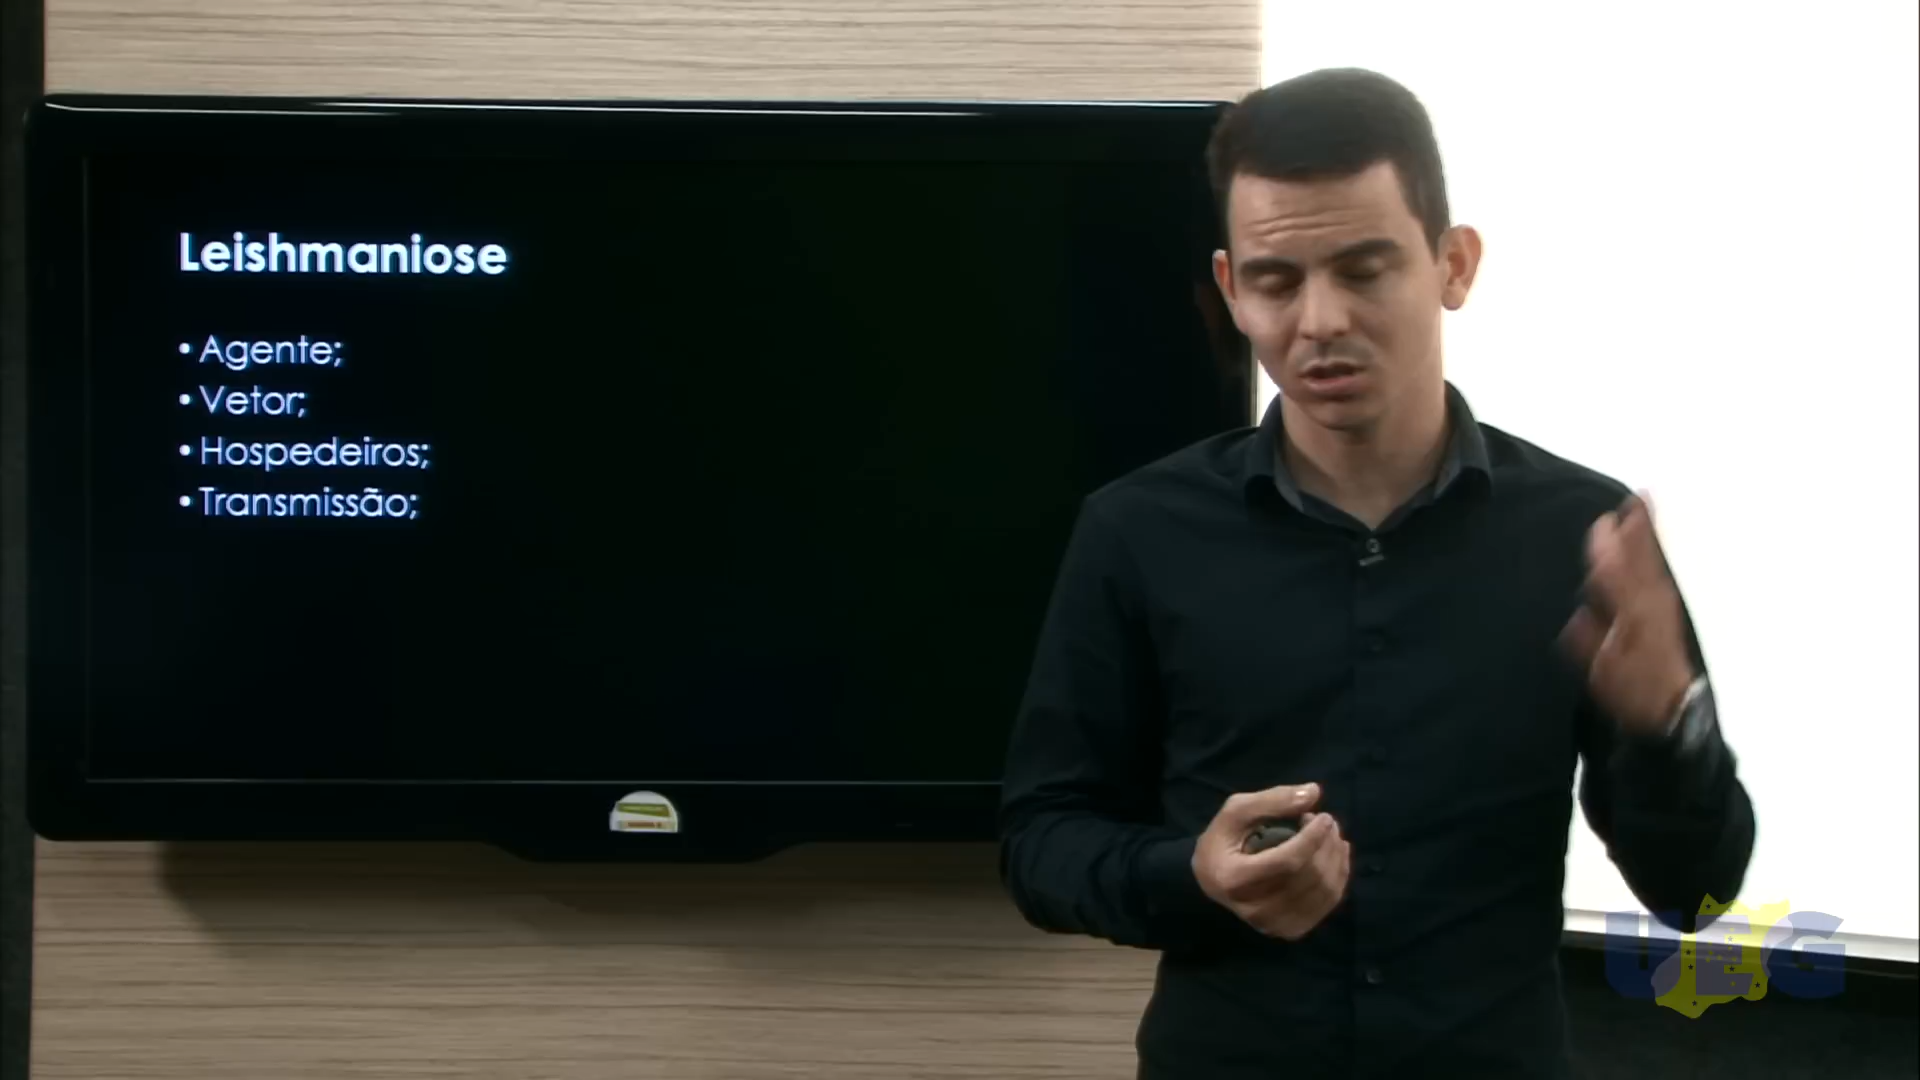 Leishmaniose
• Agente;
• Vetor;
• Hospedeiros;
• Transmissão;
UEG